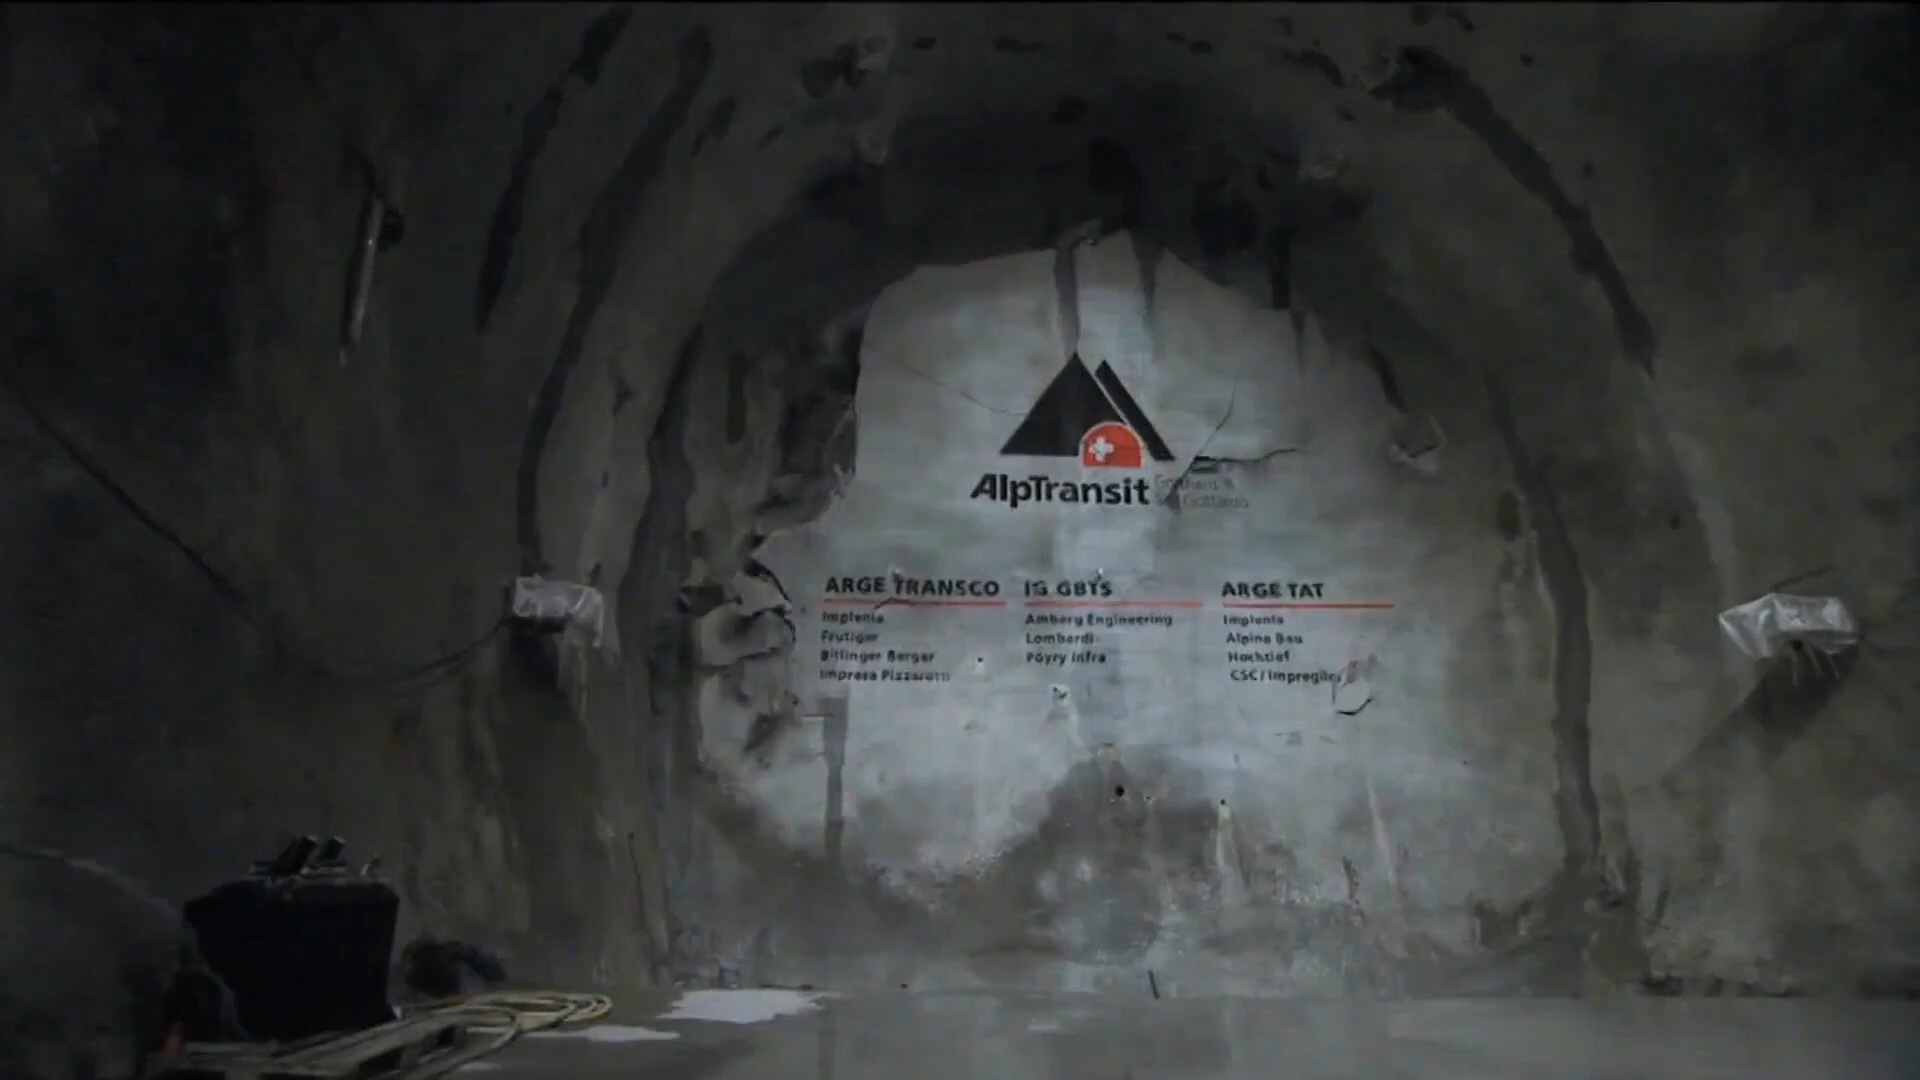 AlpTransit
ARGE TRANSCO
Implenia
Frutiger
Bilfinger Berger
Impresa Pizzarotti
IG GBTS
Amberg Engineering
Lombardi
Pöyry Infra
ARGE TAT
Implenia
Alpine Bau
Hochtief
CSC / Impregilo